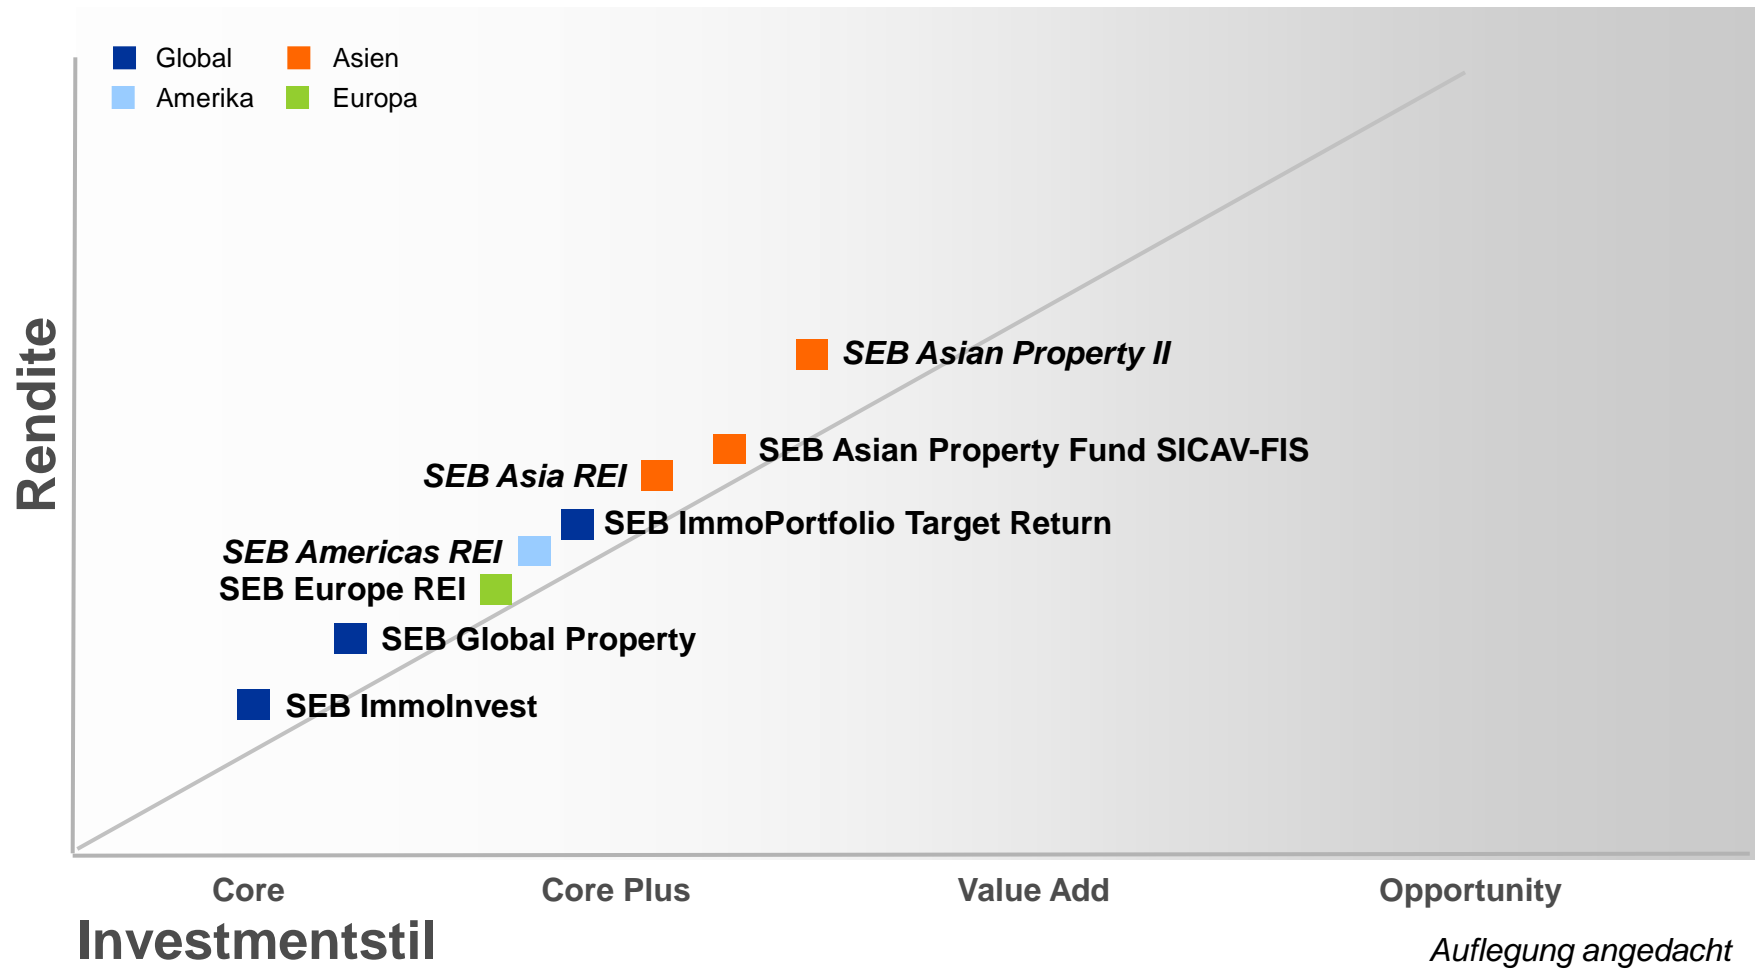 Global
Asien
Amerika
Europa
Rendite
SEB Asian Property II
SEB Asian Property Fund SICAV-FIS
SEB Asia REI
SEB ImmoPortfolio Target Return
SEB Americas REI
SEB Europe REI
SEB Global Property
SEB ImmoInvest
Core
Core Plus
Value Add
Opportunity
Investmentstil
Auflegung angedacht